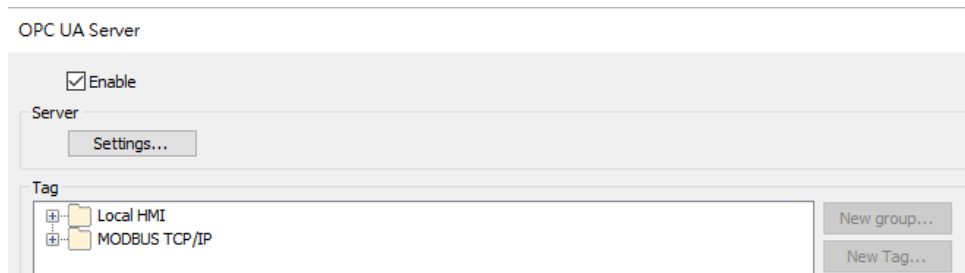 OPC UA Server
Enable
Server
Settings...
Tag
Local HMI
MODBUS TCP/IP
New group...
New Tag...